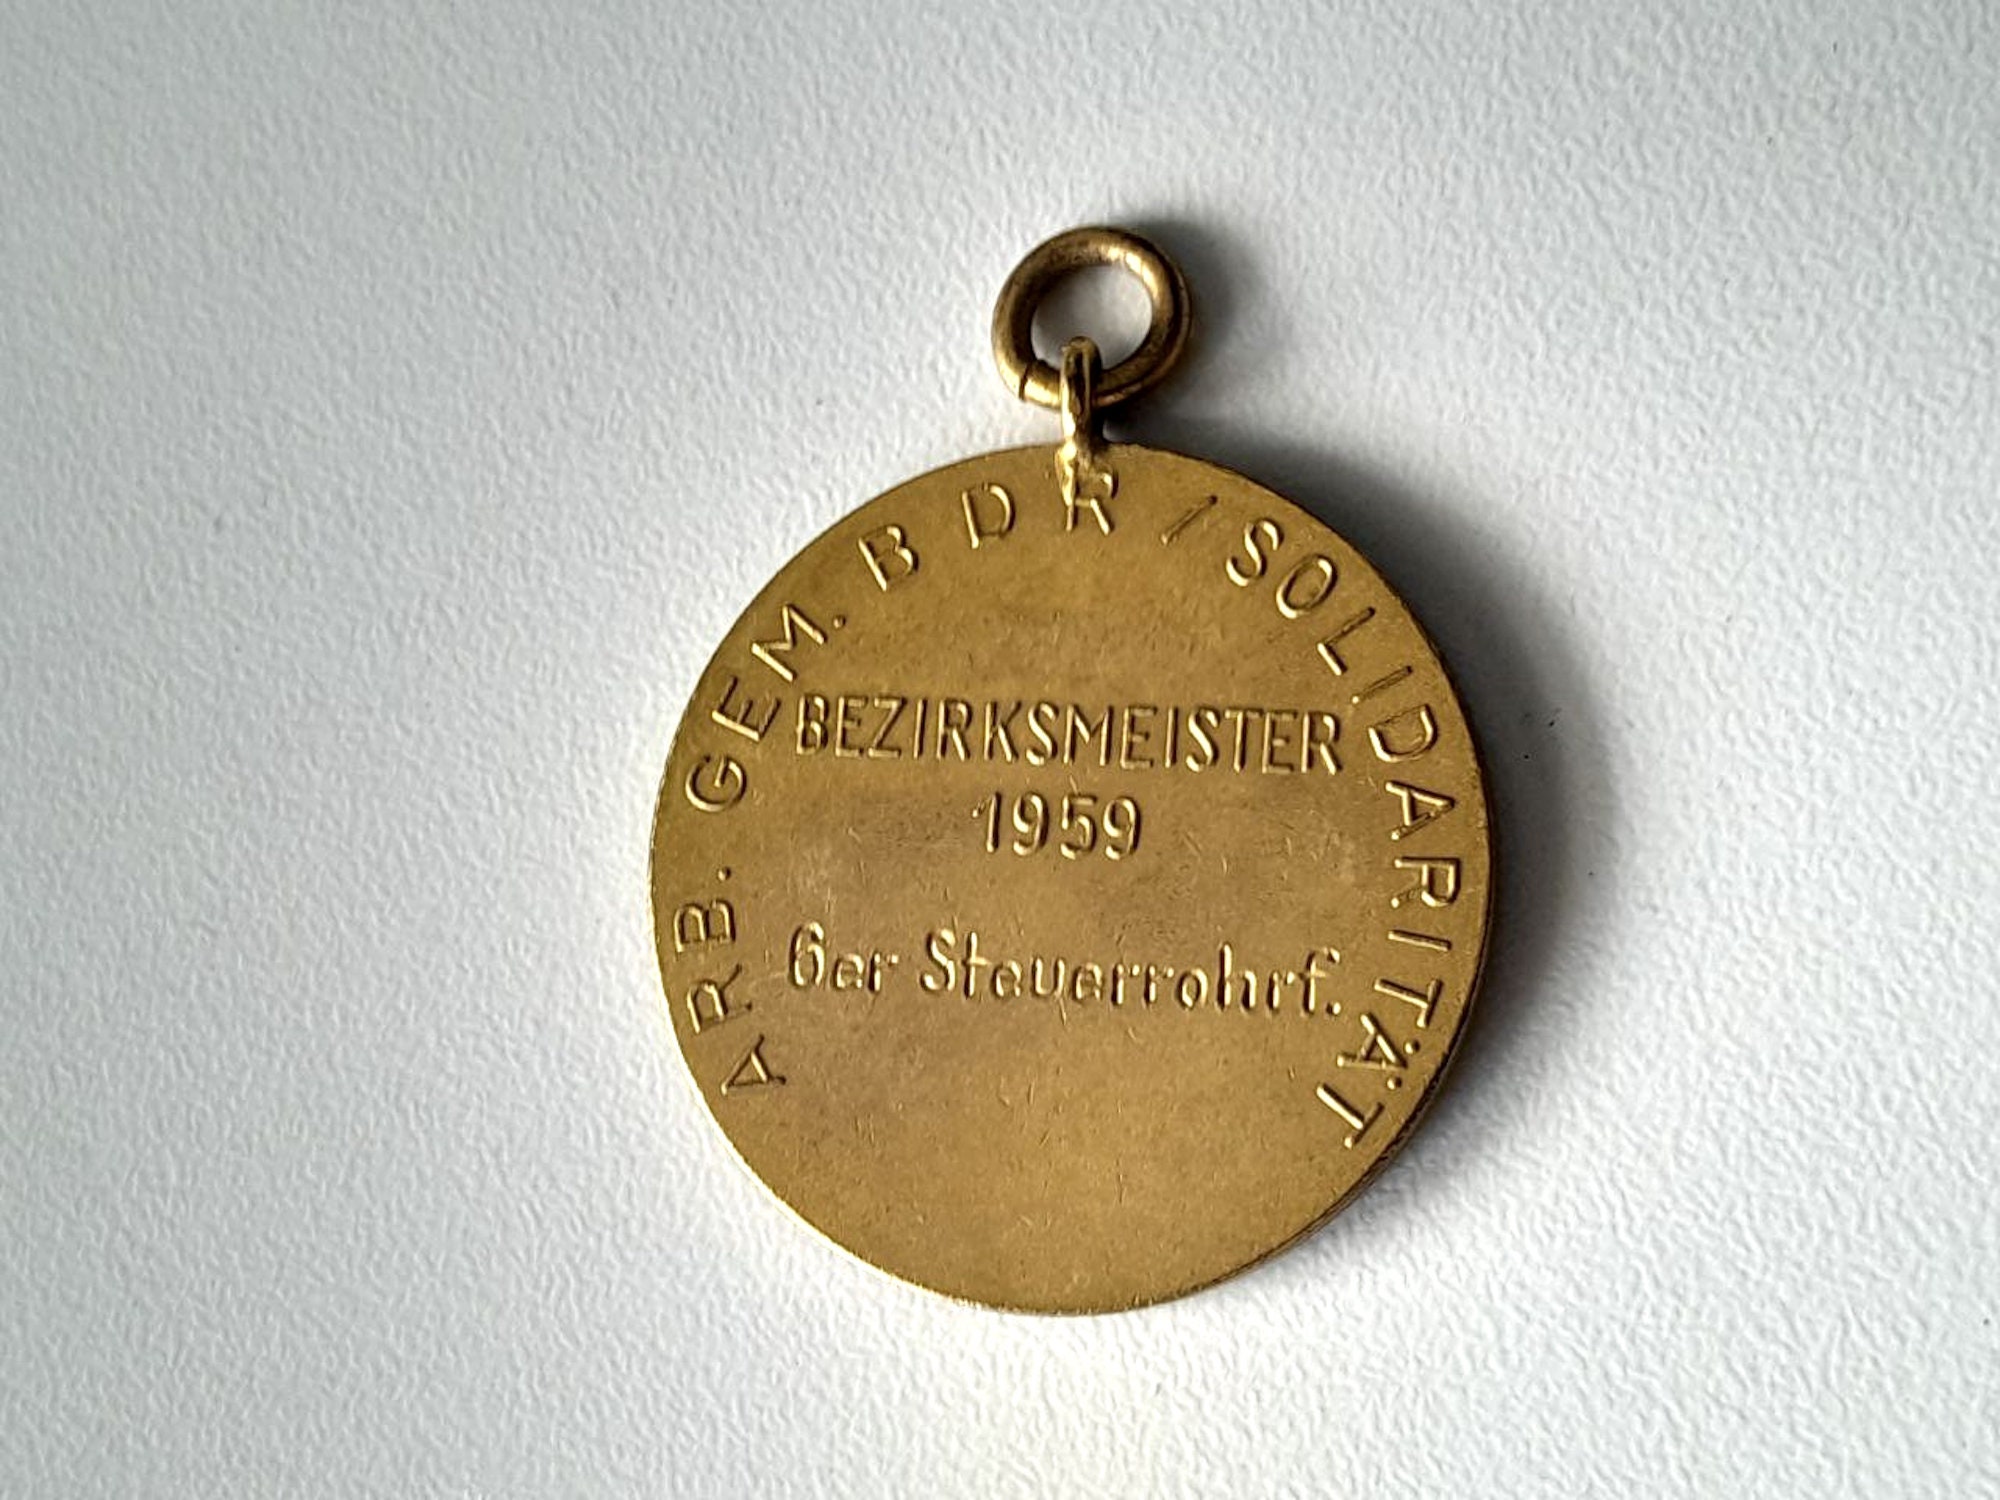 ARB. GEM. BDR / SOLIDARITÄT
BEZIRKSMEISTER
1959
6er Steuerrohrf.